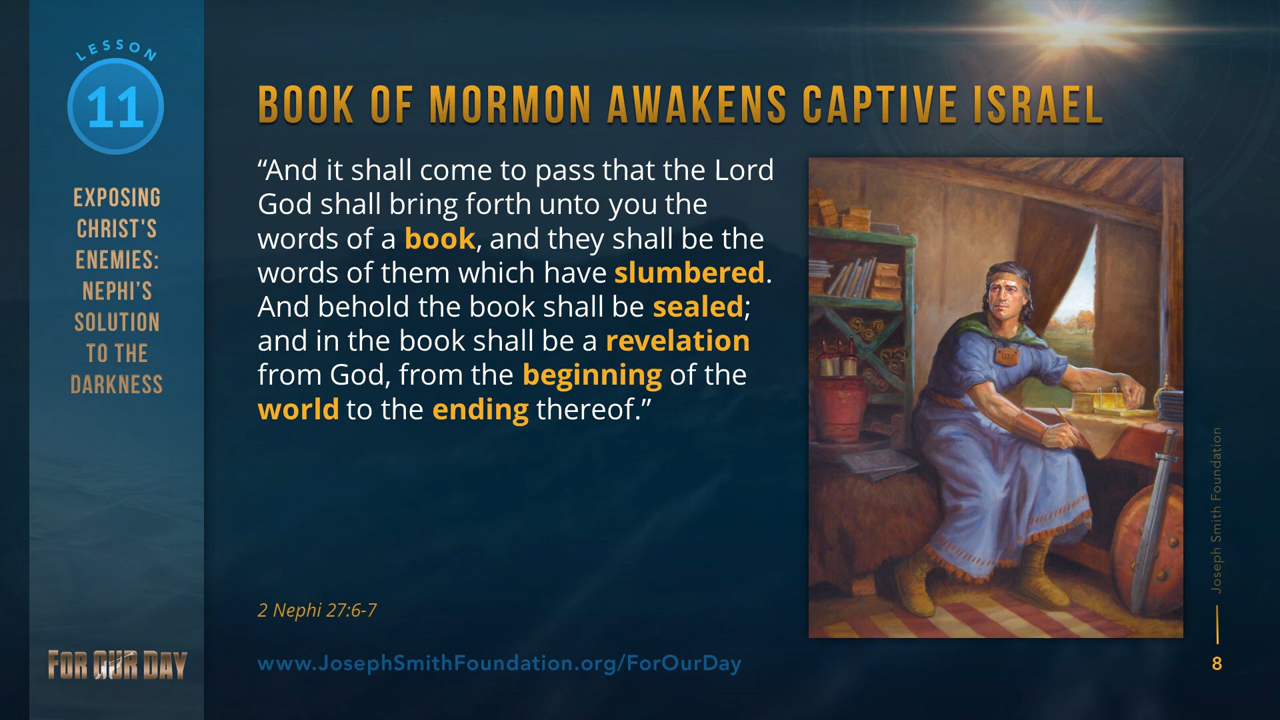 LESSON
11
EXPOSING
CHRIST'S
ENEMIES:
NEPHI'S
SOLUTION
TO THE
DARKNESS
FOR OUR DAY
BOOK OF MORMON AWAKENS CAPTIVE ISRAEL
“And it shall come to pass that the Lord
God shall bring forth unto you the
words of a book, and they shall be the
words of them which have slumbered.
And behold the book shall be sealed;
and in the book shall be a revelation
from God, from the beginning of the
world to the ending thereof.”
2 Nephi 27:6-7
www.JosephSmithFoundation.org/ForOurDay
Joseph Smith Foundation
8